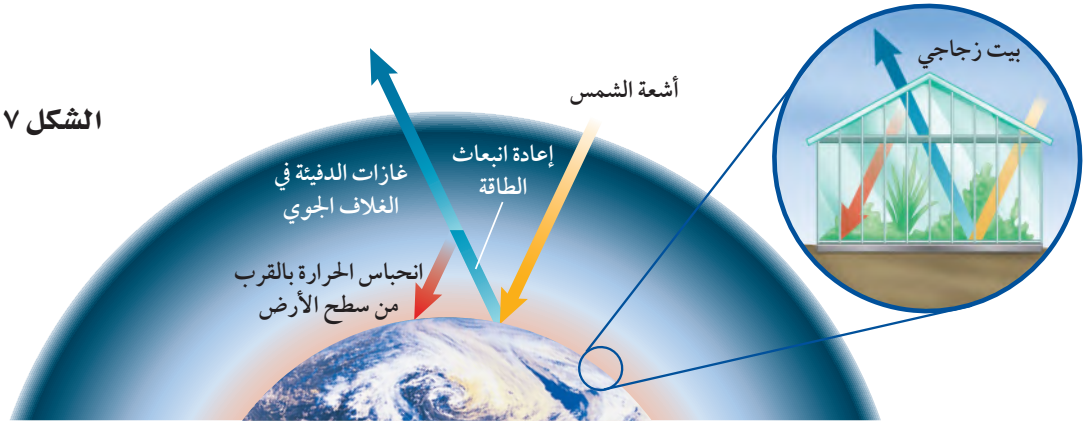 بيت زجاجي
أشعة الشمس
الشكل ٧
إعادة انبعاث
الطاقة
غازات الدفيئة في
الغلاف الجوي
انحباس الحرارة بالقرب
من سطح الأرض